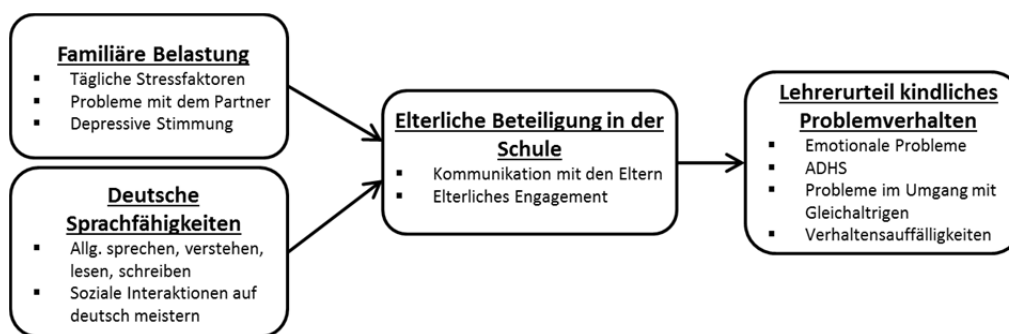 Familiäre Belastung
▪ Tägliche Stressfaktoren
▪ Probleme mit dem Partner
▪ Depressive Stimmung
Deutsche
Sprachfähigkeiten
▪ Allg. sprechen, verstehen,
lesen, schreiben
▪ Soziale Interaktionen auf
deutsch meistern
Elterliche Beteiligung in der
Schule
▪ Kommunikation mit den Eltern
▪ Elterliches Engagement
Lehrerurteil kindliches
Problemverhalten
▪ Emotionale Probleme
▪ ADHS
▪ Probleme im Umgang mit
Gleichaltrigen
▪ Verhaltensauffälligkeiten